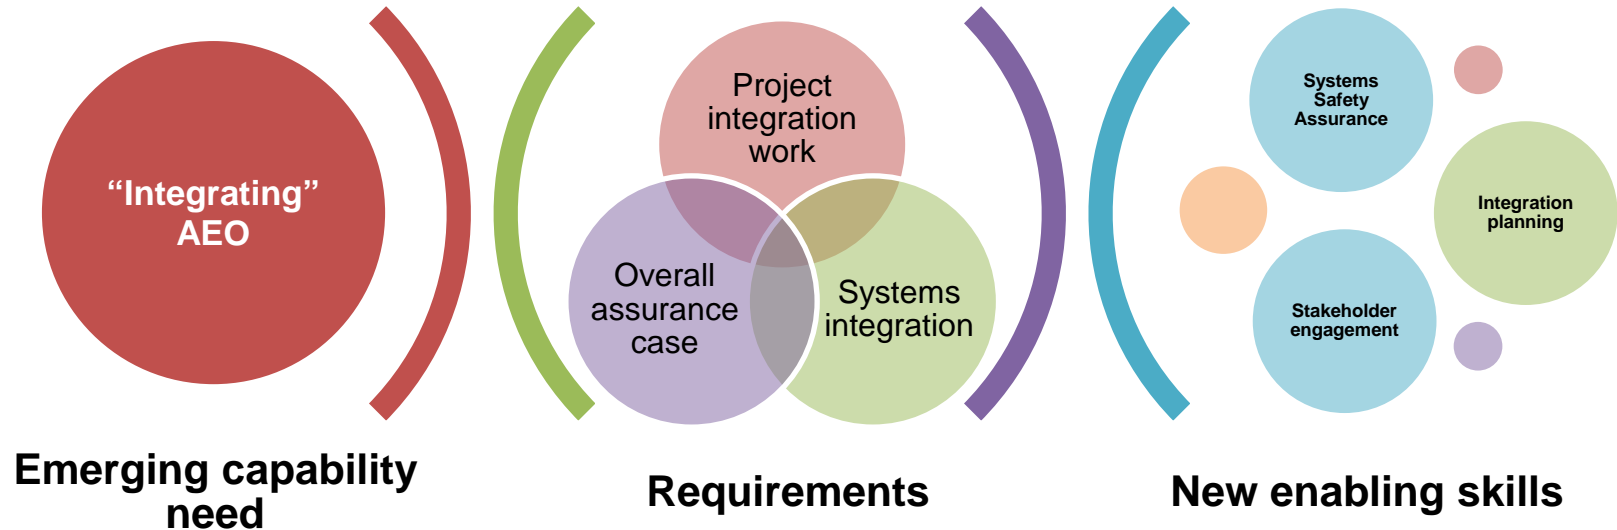 “Integrating”
AEO
Project
integration
work
Overall
assurance
case
Systems
integration
Systems
Safety
Assurance
Integration
planning
Stakeholder
engagement
Emerging capability
need
Requirements
New enabling skills